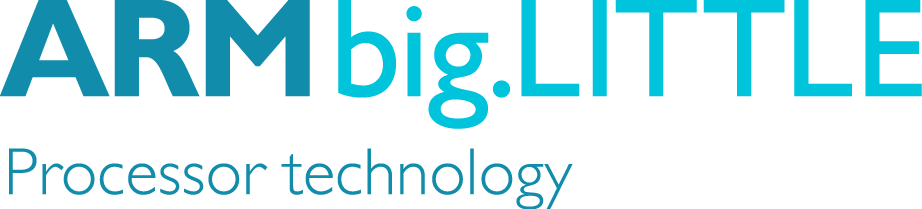 ARM big.LITTLE
Processor technology